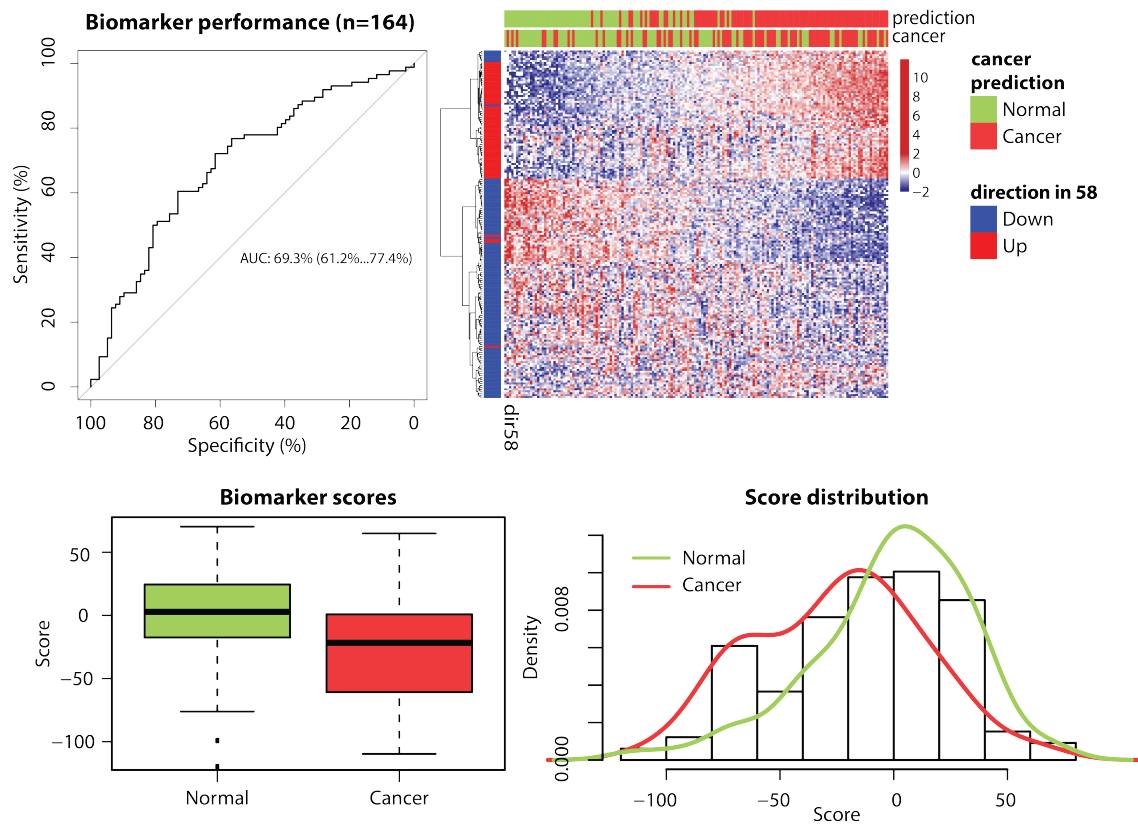 Biomarker performance (n=164)
100
80
60
40
20
0
Sensitivity (%)
AUC: 69.3% (61.2%...77.4%)
100
80
60
40
20
0
Specificity (%)
prediction
cancer
dir58
10
8
6
4
2
0
−2
cancer
prediction
Normal
Cancer
direction in 58
Down
Up
Biomarker scores
50
0
−50
−100
Score
Normal
Cancer
Score distribution
Normal
Cancer
0.008
0.000
Density
−100
−50
0
50
Score